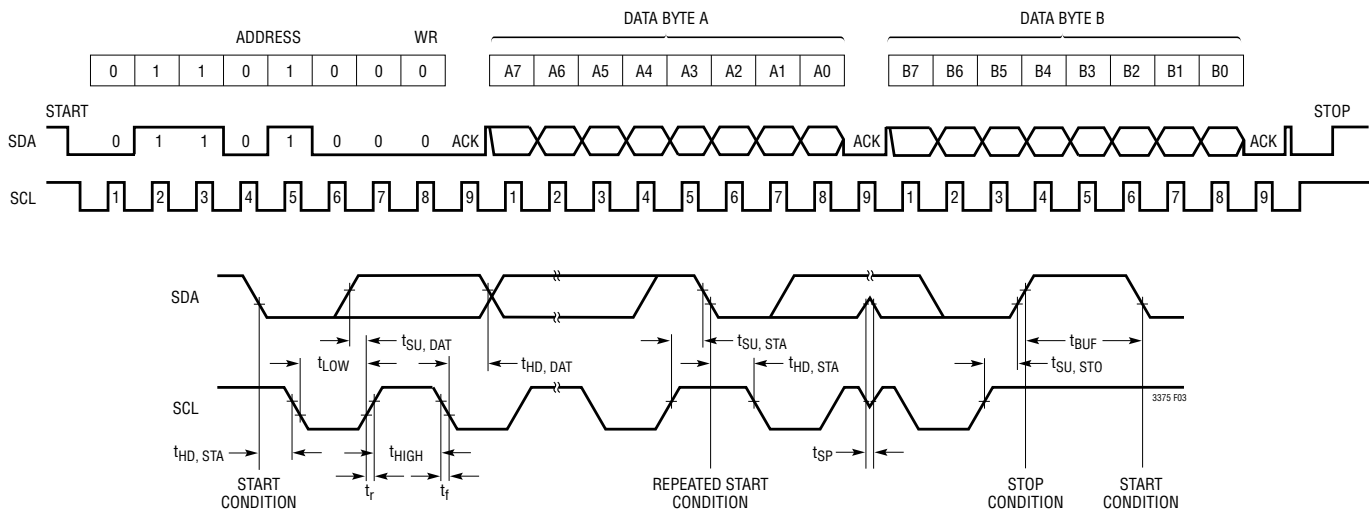 DATA BYTE A DATA BYTE B
ADDRESS WR
0 1 1 0 1 0 0 0 A7 A6 A5 A4 A3 A2 A1 A0 B7 B6 B5 B4 B3 B2 B1 B0
START STOP
SDA 0 1 1 0 1 0 0 0 ACK ACK ACK
SCL 1 2 3 4 5 6 7 8 9 1 2 3 4 5 6 7 8 9 1 2 3 4 5 6 7 8 9
SDA
tSU, DAT tSU, STA tBUF
tLOW tHD, DAT tHD, STA tSU, STO
SCL 3375 F03
tHD, STA tHIGH tSP
tr tf
START CONDITION
REPEATED START CONDITION
STOP CONDITION
START CONDITION